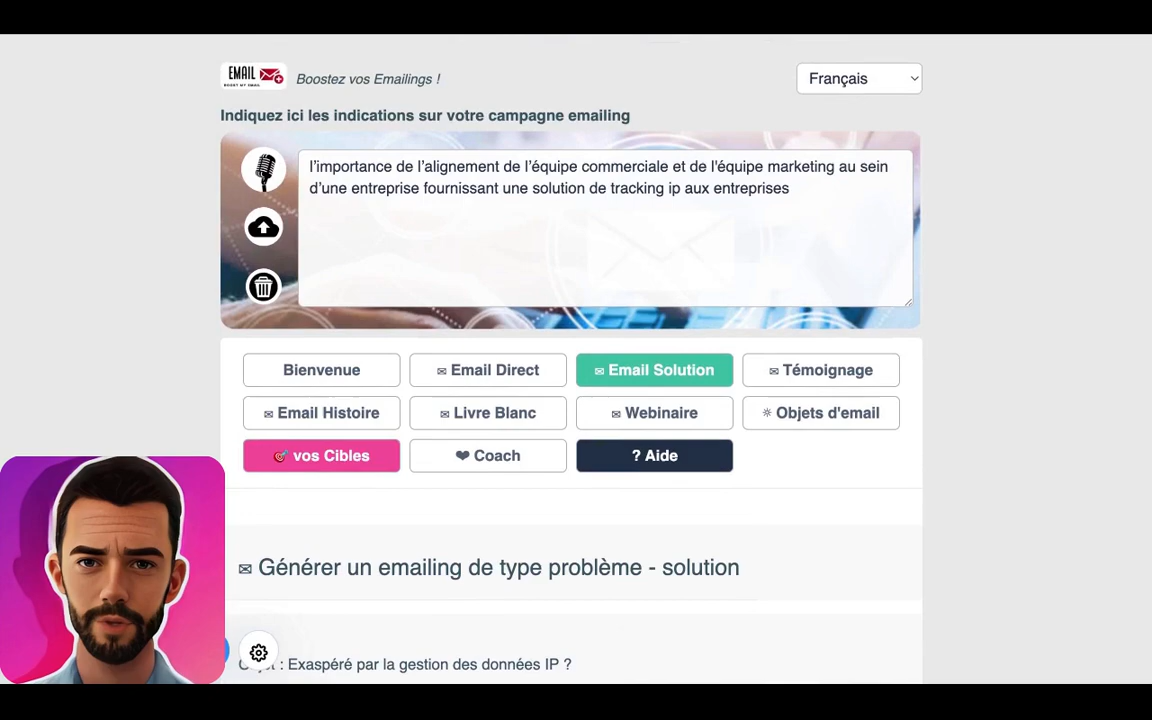 EMAIL
BOOST MY EMAIL
Boostez vos Emailings !
Français
Indiquez ici les indications sur votre campagne emailing
l’importance de l’alignement de l’équipe commerciale et de l'équipe marketing au sein
d’une entreprise fournissant une solution de tracking ip aux entreprises
Bienvenue
Email Direct
Email Solution
Témoignage
Email Histoire
Livre Blanc
Webinaire
Objets d'email
vos Cibles
Coach
? Aide
Générer un emailing de type problème - solution
: Exaspéré par la gestion des données IP ?